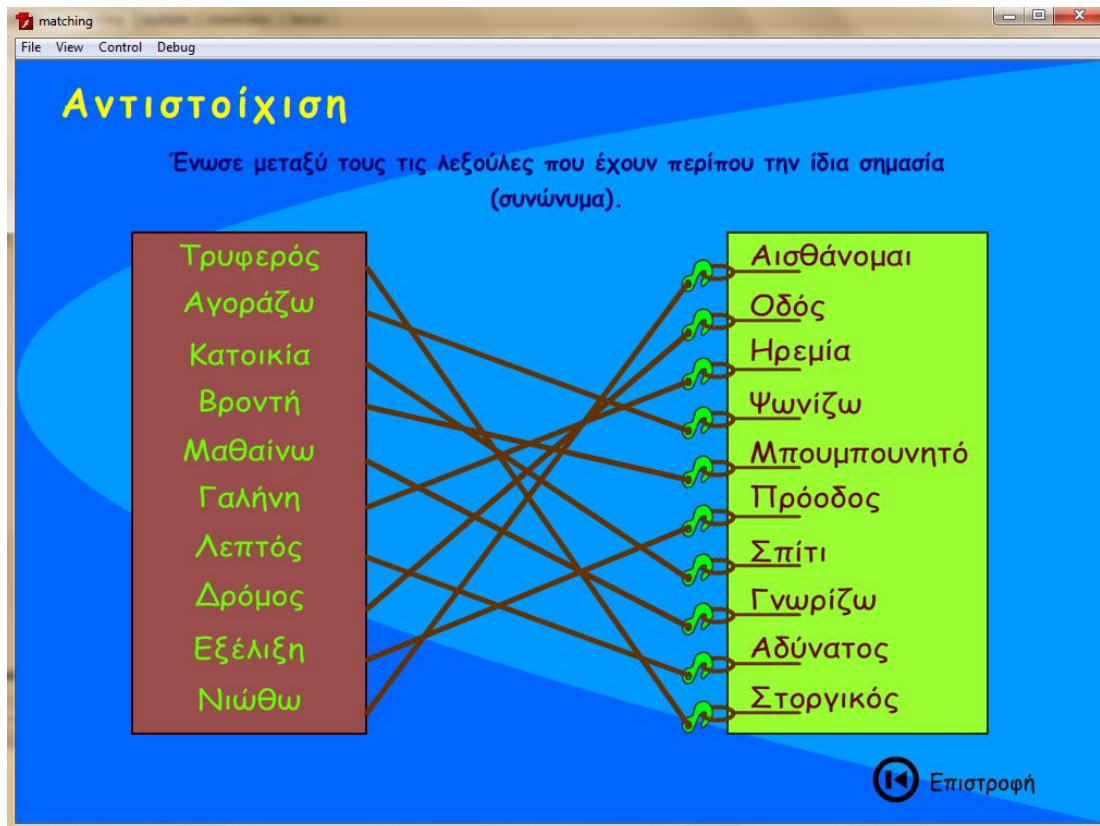 matching
File View Control Debug
Αντιστοίχιση
Ένωσε μεταξύ τους τις λεξούλες που έχουν περίπου την ίδια σημασία
(συνώνυμα).
Τρυφερός
Αγοράζω
Κατοικία
Βροντή
Μαθαίνω
Γαλήνη
Λεπτός
Δρόμος
Εξέλιξη
Νιώθω
Αισθάνομαι
Οδός
Ηρεμία
Ψωνίζω
Μπουμπουνητό
Πρόοδος
Σπίτι
Γνωρίζω
Αδύνατος
Στοργικός
Επιστροφή